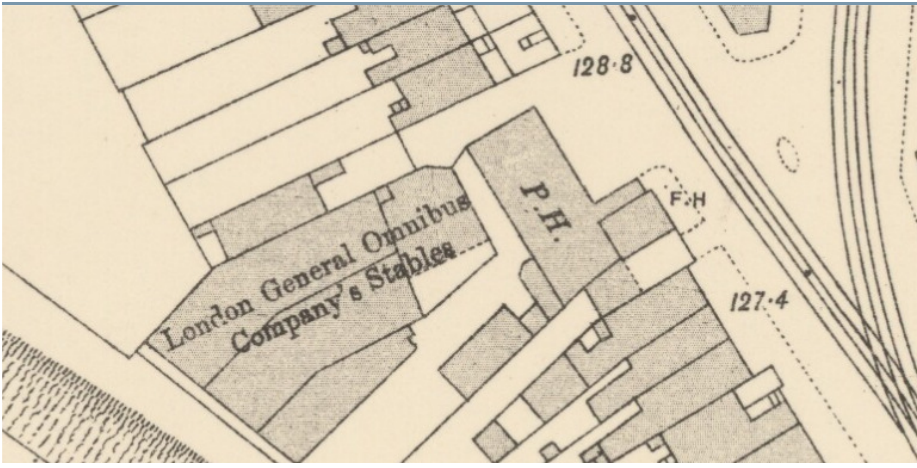 128·8
P.H.
F.H
London General Omnibus
Company's Stables
127·4